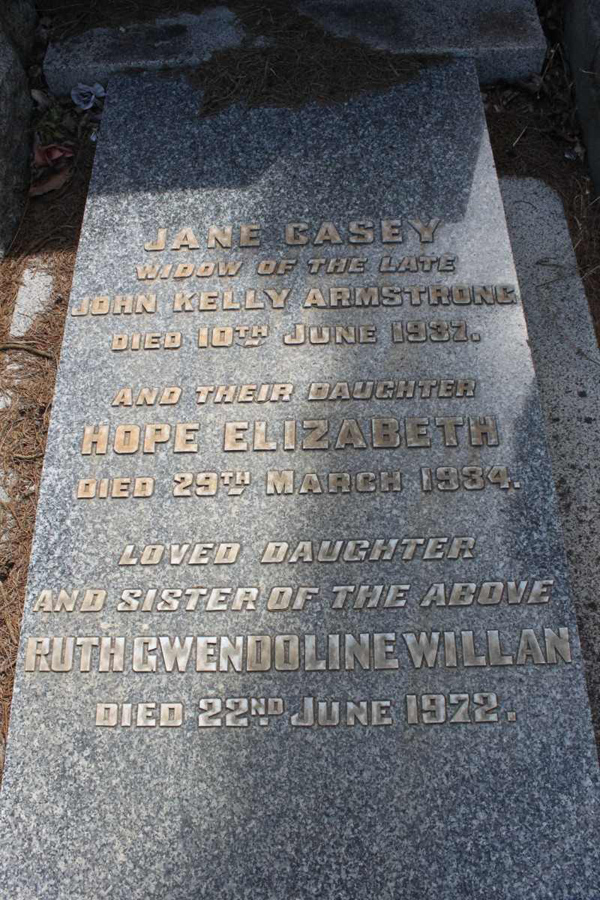 JANE CASEY
WIDOW OF THE LATE
JOHN KELLY ARMSTRONG
DIED 10TH JUNE 1937.
AND THEIR DAUGHTER
HOPE ELIZABETH
DIED 29TH MARCH 1934.
LOVED DAUGHTER
AND SISTER OF THE ABOVE
RUTH GWENDOLINE WILLAN
DIED 22ND JUNE 1972.